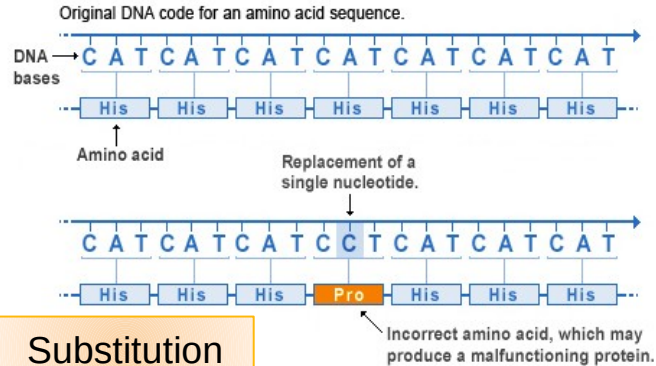 Original DNA code for an amino acid sequence.
DNA bases
C A T C A T C A T C A T C A T C A T C A T
His His His His His His His
Amino acid
Replacement of a
single nucleotide.
C A T C A T C A T C C T C A T C A T C A T
His His His Pro His His His
Incorrect amino acid, which may
produce a malfunctioning protein.
Substitution